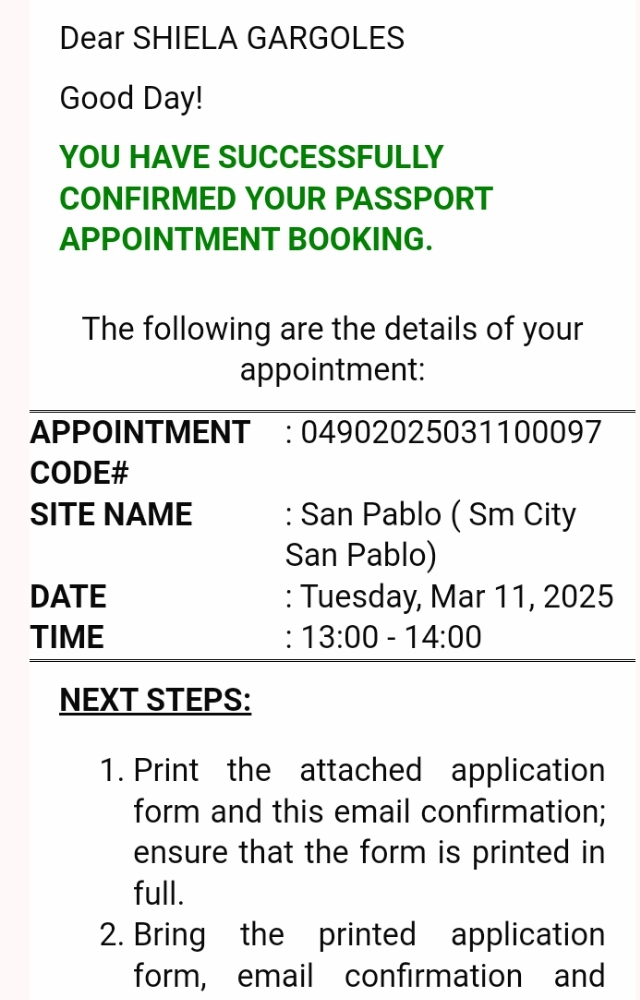 Dear SHIELA GARGOLES
Good Day!
YOU HAVE SUCCESSFULLY
CONFIRMED YOUR PASSPORT
APPOINTMENT BOOKING.
The following are the details of your
appointment:
APPOINTMENT : 04902025031100097
CODE#
SITE NAME : San Pablo ( Sm City
San Pablo)
DATE : Tuesday, Mar 11, 2025
TIME : 13:00 - 14:00
NEXT STEPS:
1. Print the attached application
form and this email confirmation;
ensure that the form is printed in
full.
2. Bring the printed application
form, email confirmation and